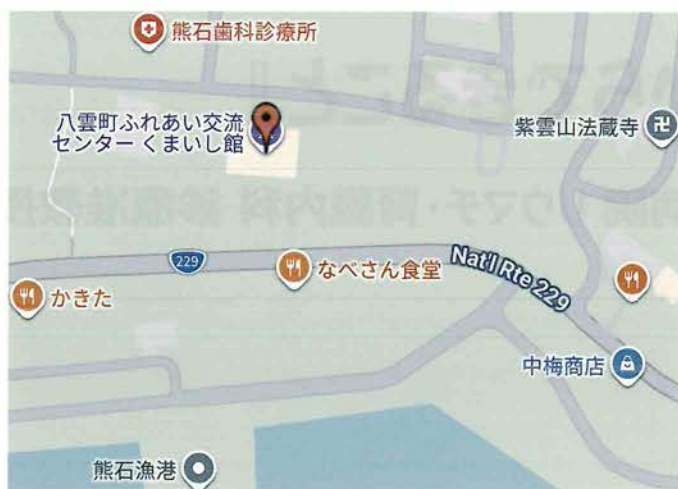 熊石歯科診療所
八雲町ふれあい交流
センター くまいし館
紫雲山法蔵寺
229
なべさん食堂
Nat'l Rte 229
かきた
中梅商店
熊石漁港